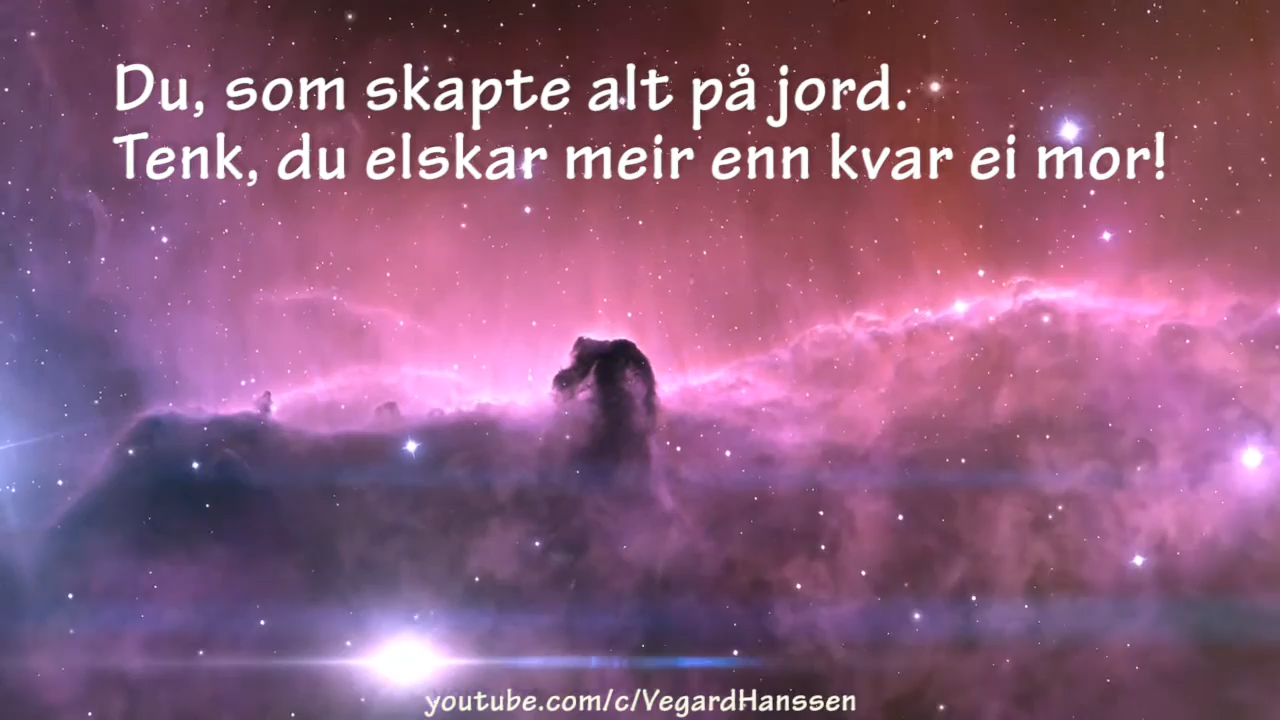 Du, som skapte alt på jord.
Tenk, du elskar meir enn kvar ei mor!
youtube.com/c/VegardHanssen